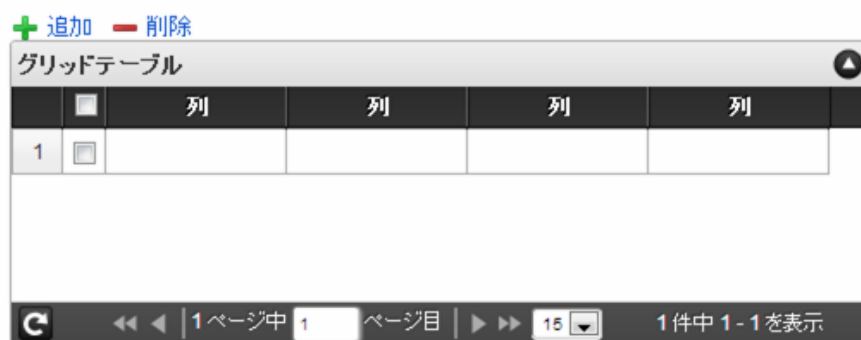 追加 削除
グリッドテーブル
列 列 列 列
1
1 ページ中 1 ページ目 15 1 件中 1 - 1 を表示